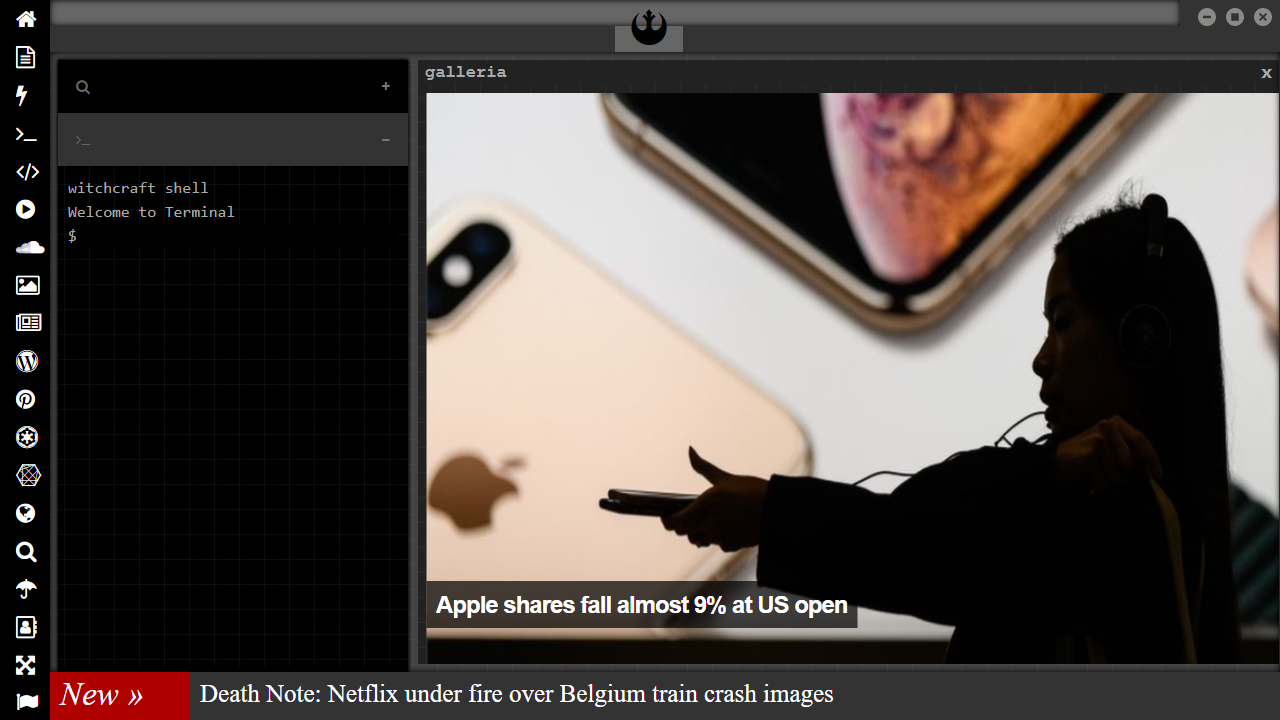 galleria
x
+
>_
−
witchcraft shell
Welcome to Terminal
$
Apple shares fall almost 9% at US open
New »
Death Note: Netflix under fire over Belgium train crash images